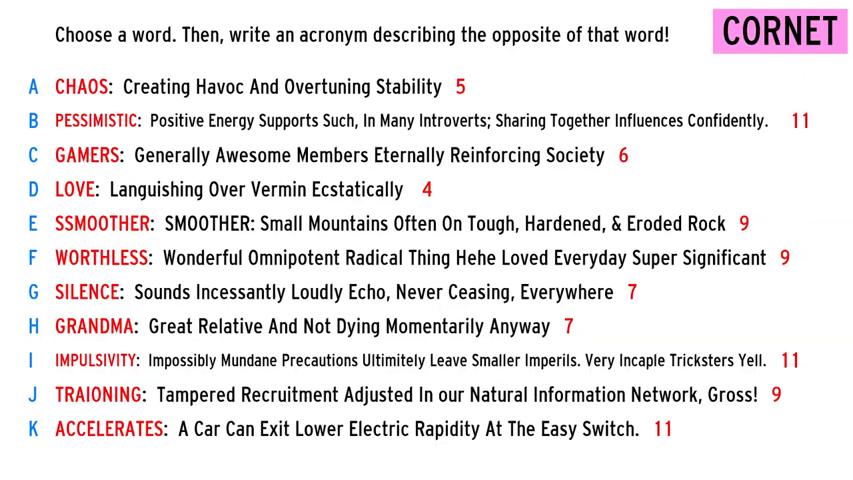 Choose a word. Then, write an acronym describing the opposite of that word!
CORNET
A CHAOS: Creating Havoc And Overtuning Stability 5
B PESSIMISTIC: Positive Energy Supports Such, In Many Introverts; Sharing Together Influences Confidently. 11
C GAMERS: Generally Awesome Members Eternally Reinforcing Society 6
D LOVE: Languishing Over Vermin Ecstatically 4
E SSMOOTHER: SMOOTHER: Small Mountains Often On Tough, Hardened, & Eroded Rock 9
F WORTHLESS: Wonderful Omnipotent Radical Thing Hehe Loved Everyday Super Significant 9
G SILENCE: Sounds Incessantly Loudly Echo, Never Ceasing, Everywhere 7
H GRANDMA: Great Relative And Not Dying Momentarily Anyway 7
I IMPULSIVITY: Impossibly Mundane Precautions Ultimitely Leave Smaller Imperils. Very Incaple Tricksters Yell. 11
J TRAIONING: Tampered Recruitment Adjusted In our Natural Information Network, Gross! 9
K ACCELERATES: A Car Can Exit Lower Electric Rapidity At The Easy Switch. 11